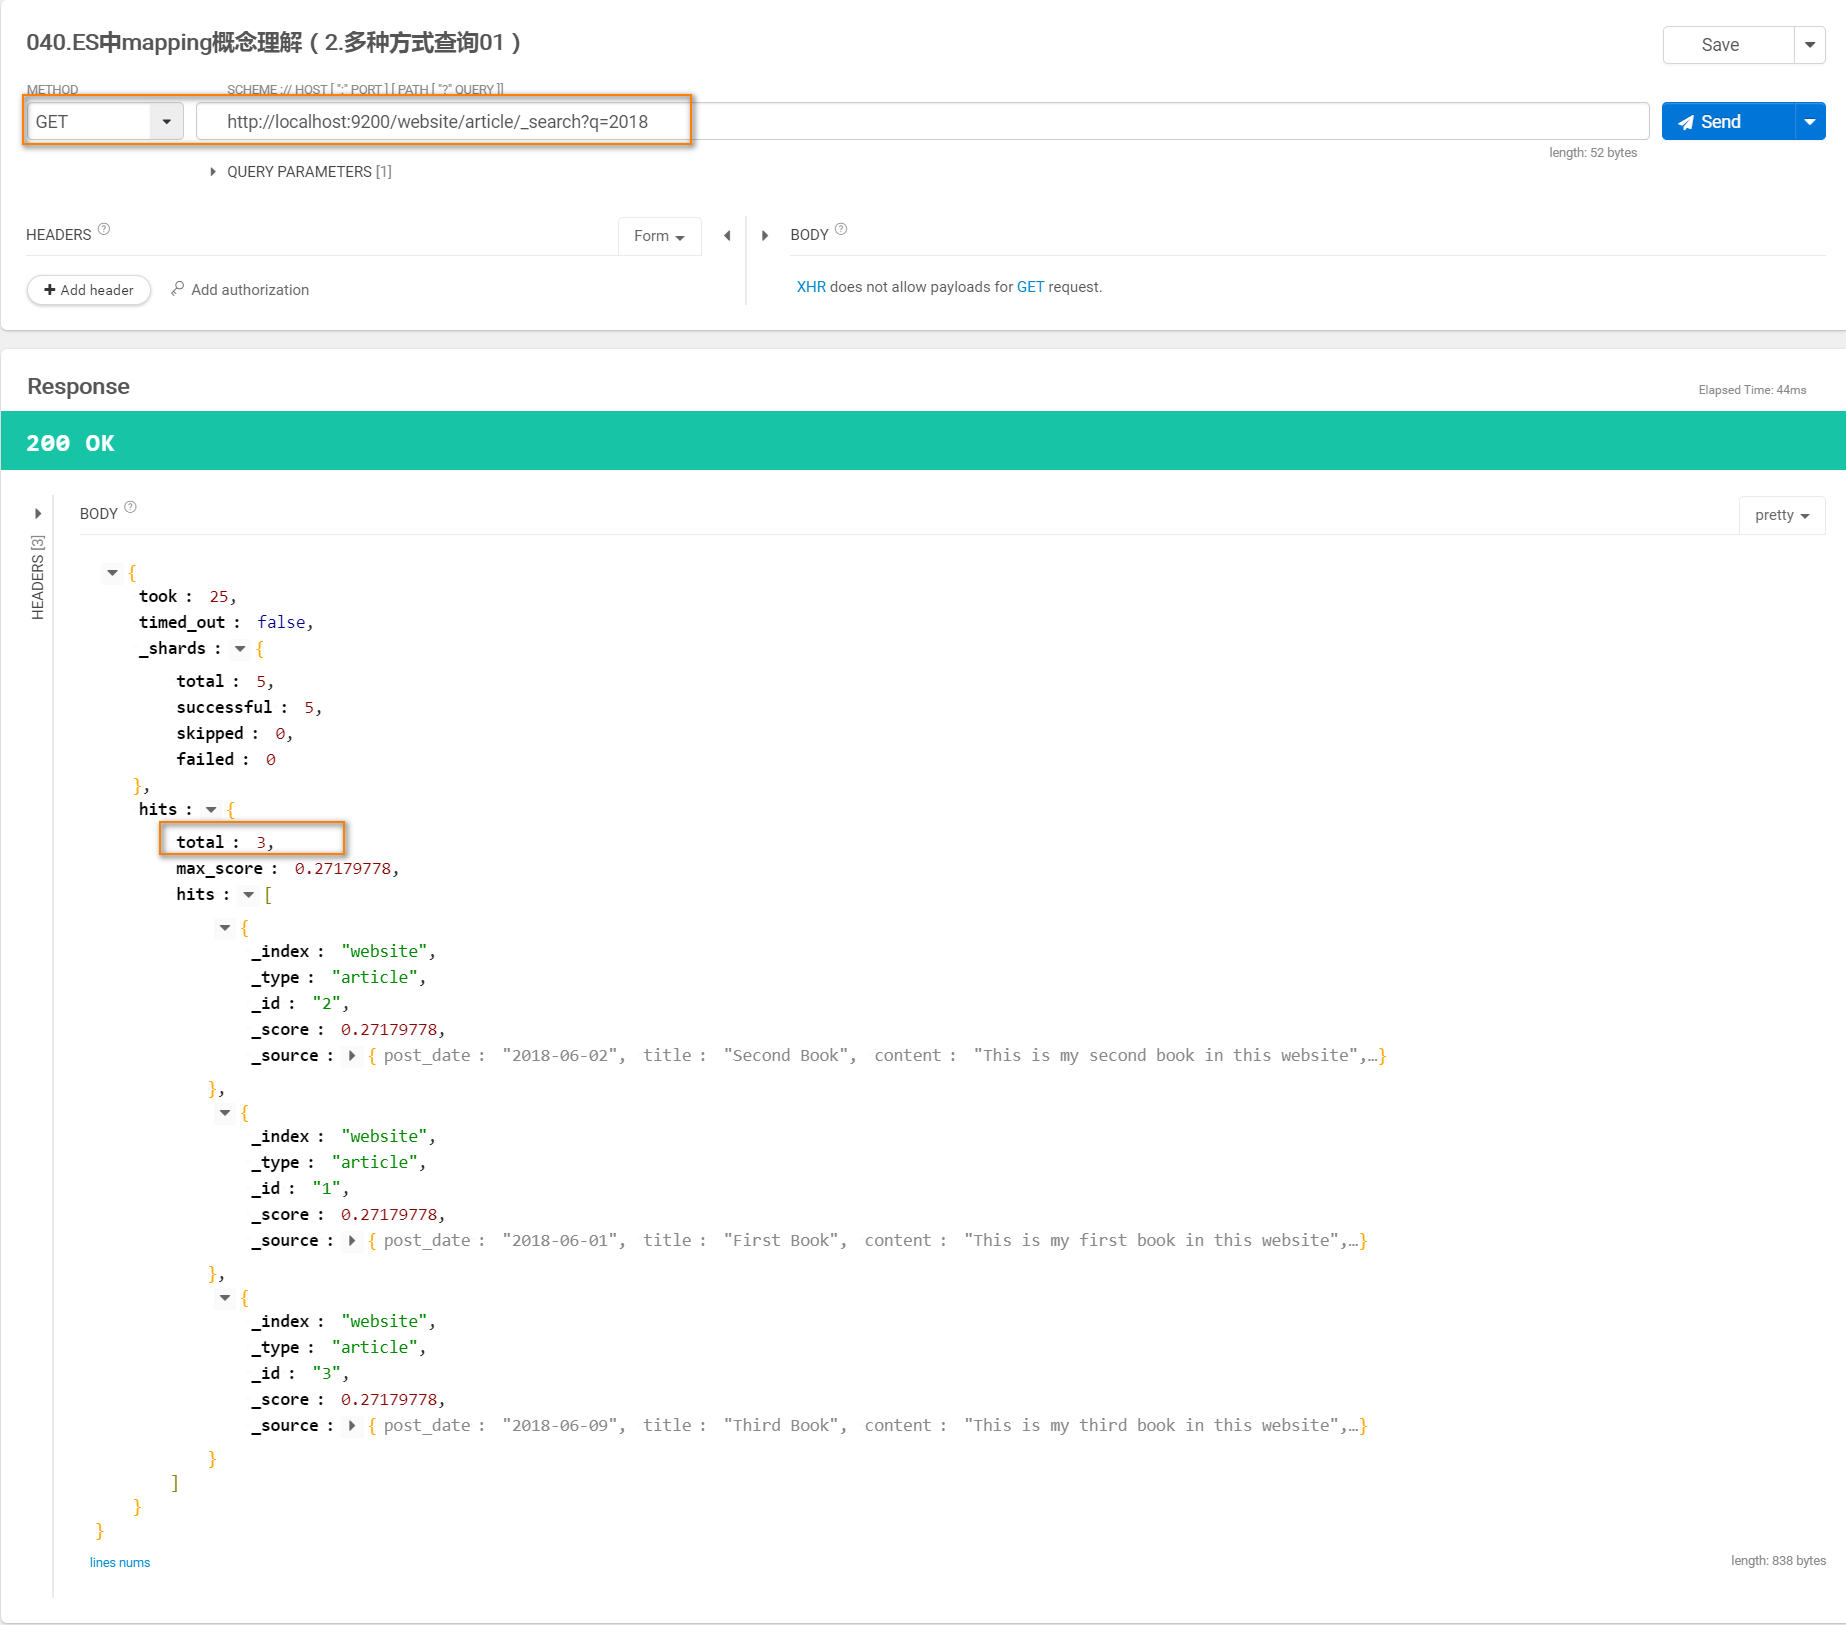 040.ES中mapping概念理解（2.多种方式查询01）
Save
METHOD
SCHEME :// HOST [ ":" PORT ] [ PATH [ "?" QUERY ]]
GET
http://localhost:9200/website/article/_search?q=2018
Send
length: 52 bytes
QUERY PARAMETERS [1]
HEADERS ?
Form
BODY ?
+ Add header
Add authorization
XHR does not allow payloads for GET request.
Response
Elapsed Time: 44ms
200 OK
HEADERS [3]
BODY ?
pretty
{
took : 25,
timed_out : false,
_shards : {
total : 5,
successful : 5,
skipped : 0,
failed : 0
},
hits : {
total : 3,
max_score : 0.27179778,
hits : [
{
_index : "website",
_type : "article",
_id : "2",
_score : 0.27179778,
_source : { post_date : "2018-06-02", title : "Second Book", content : "This is my second book in this website",…}
},
{
_index : "website",
_type : "article",
_id : "1",
_score : 0.27179778,
_source : { post_date : "2018-06-01", title : "First Book", content : "This is my first book in this website",…}
},
{
_index : "website",
_type : "article",
_id : "3",
_score : 0.27179778,
_source : { post_date : "2018-06-09", title : "Third Book", content : "This is my third book in this website",…}
}
]
}
}
lines nums
length: 838 bytes